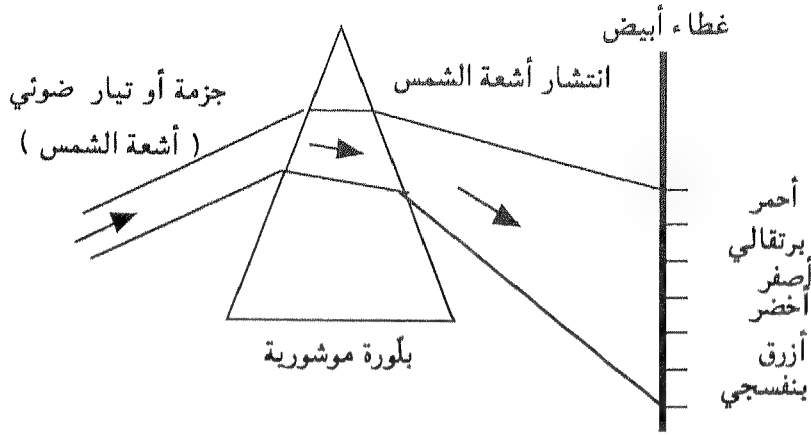 غطاء أبيض
انتشار أشعة الشمس
جزمة أو تيار ضوئي
( أشعة الشمس )
أحمر
برتقالي
أصفر
أخضر
أزرق
بنفسجي
بلّورة موشورية